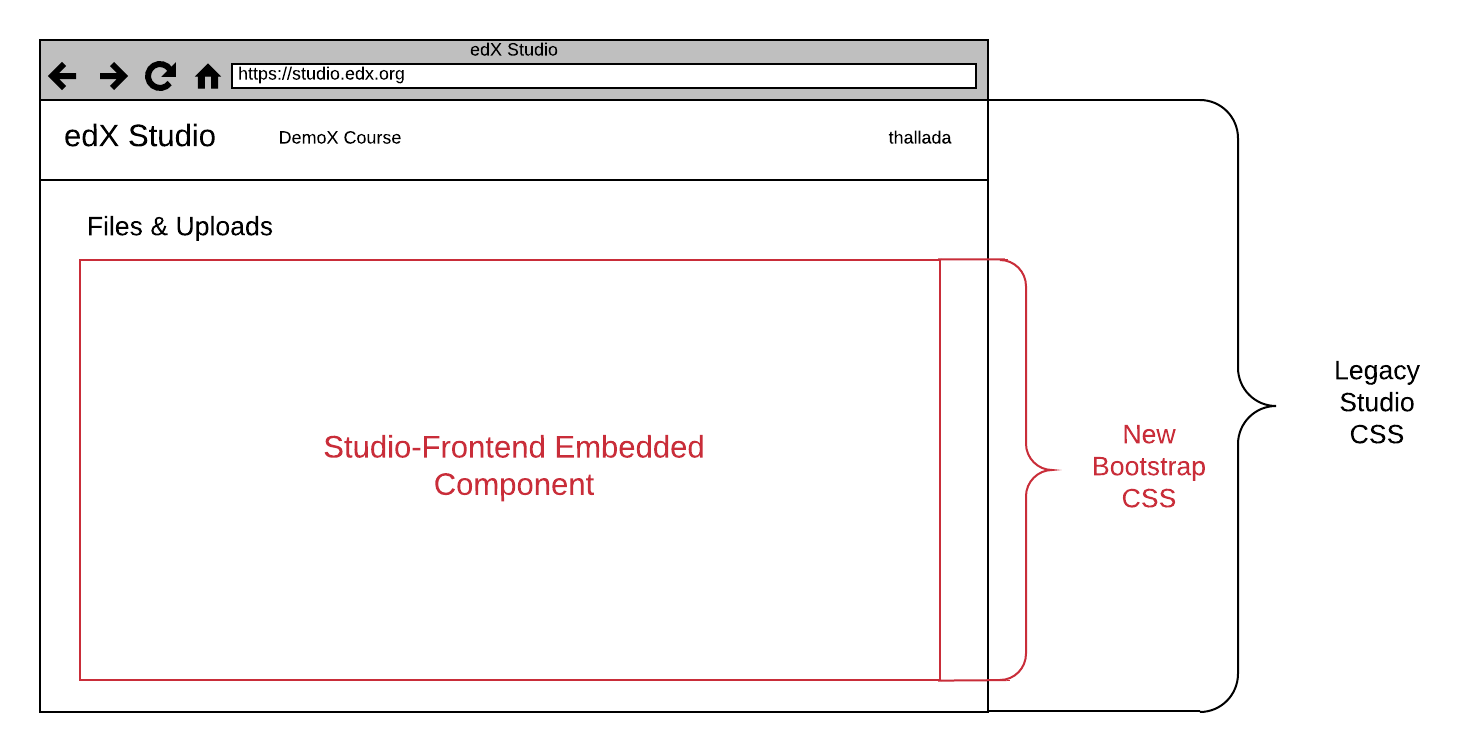 edX Studio
https://studio.edx.org
edX Studio
DemoX Course
thallada
Files & Uploads
Studio-Frontend Embedded
Component
New
Bootstrap
CSS
Legacy
Studio
CSS